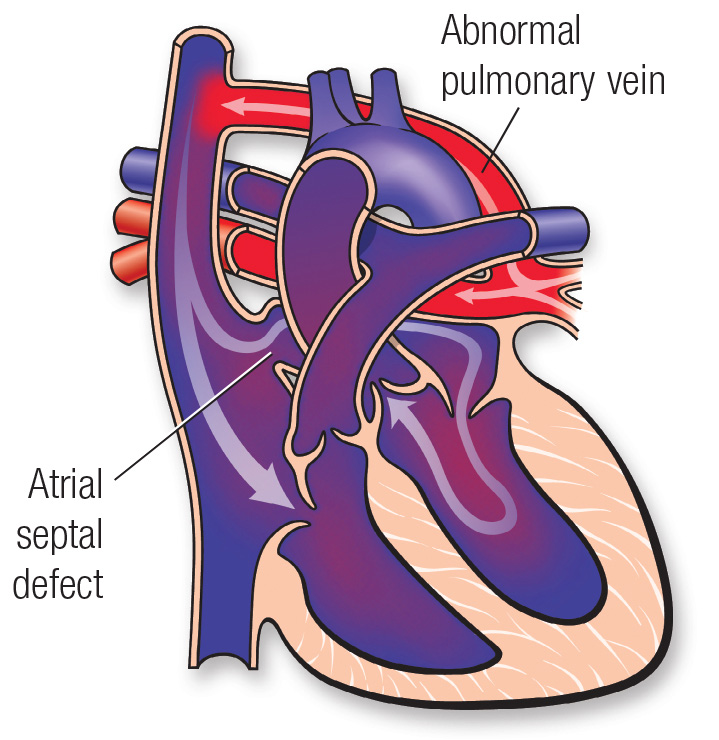 Abnormal
pulmonary vein
Atrial
septal
defect